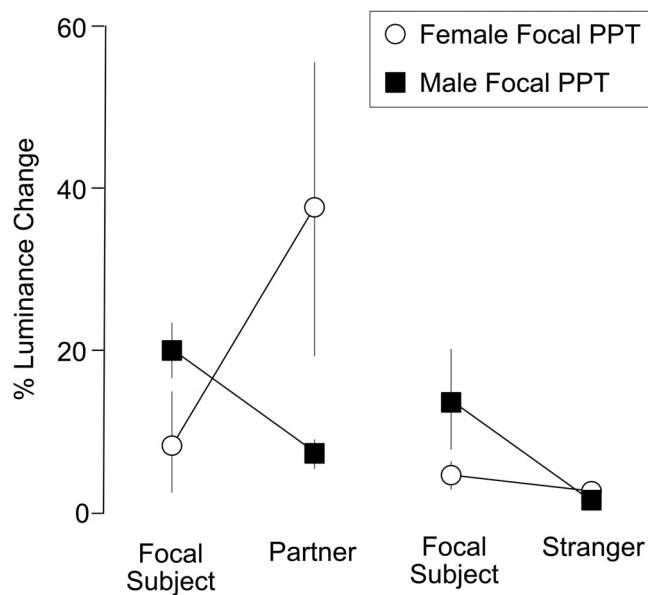 60
Female Focal PPT
Male Focal PPT
40
% Luminance Change
20
0
Focal
Subject
Partner
Focal
Subject
Stranger